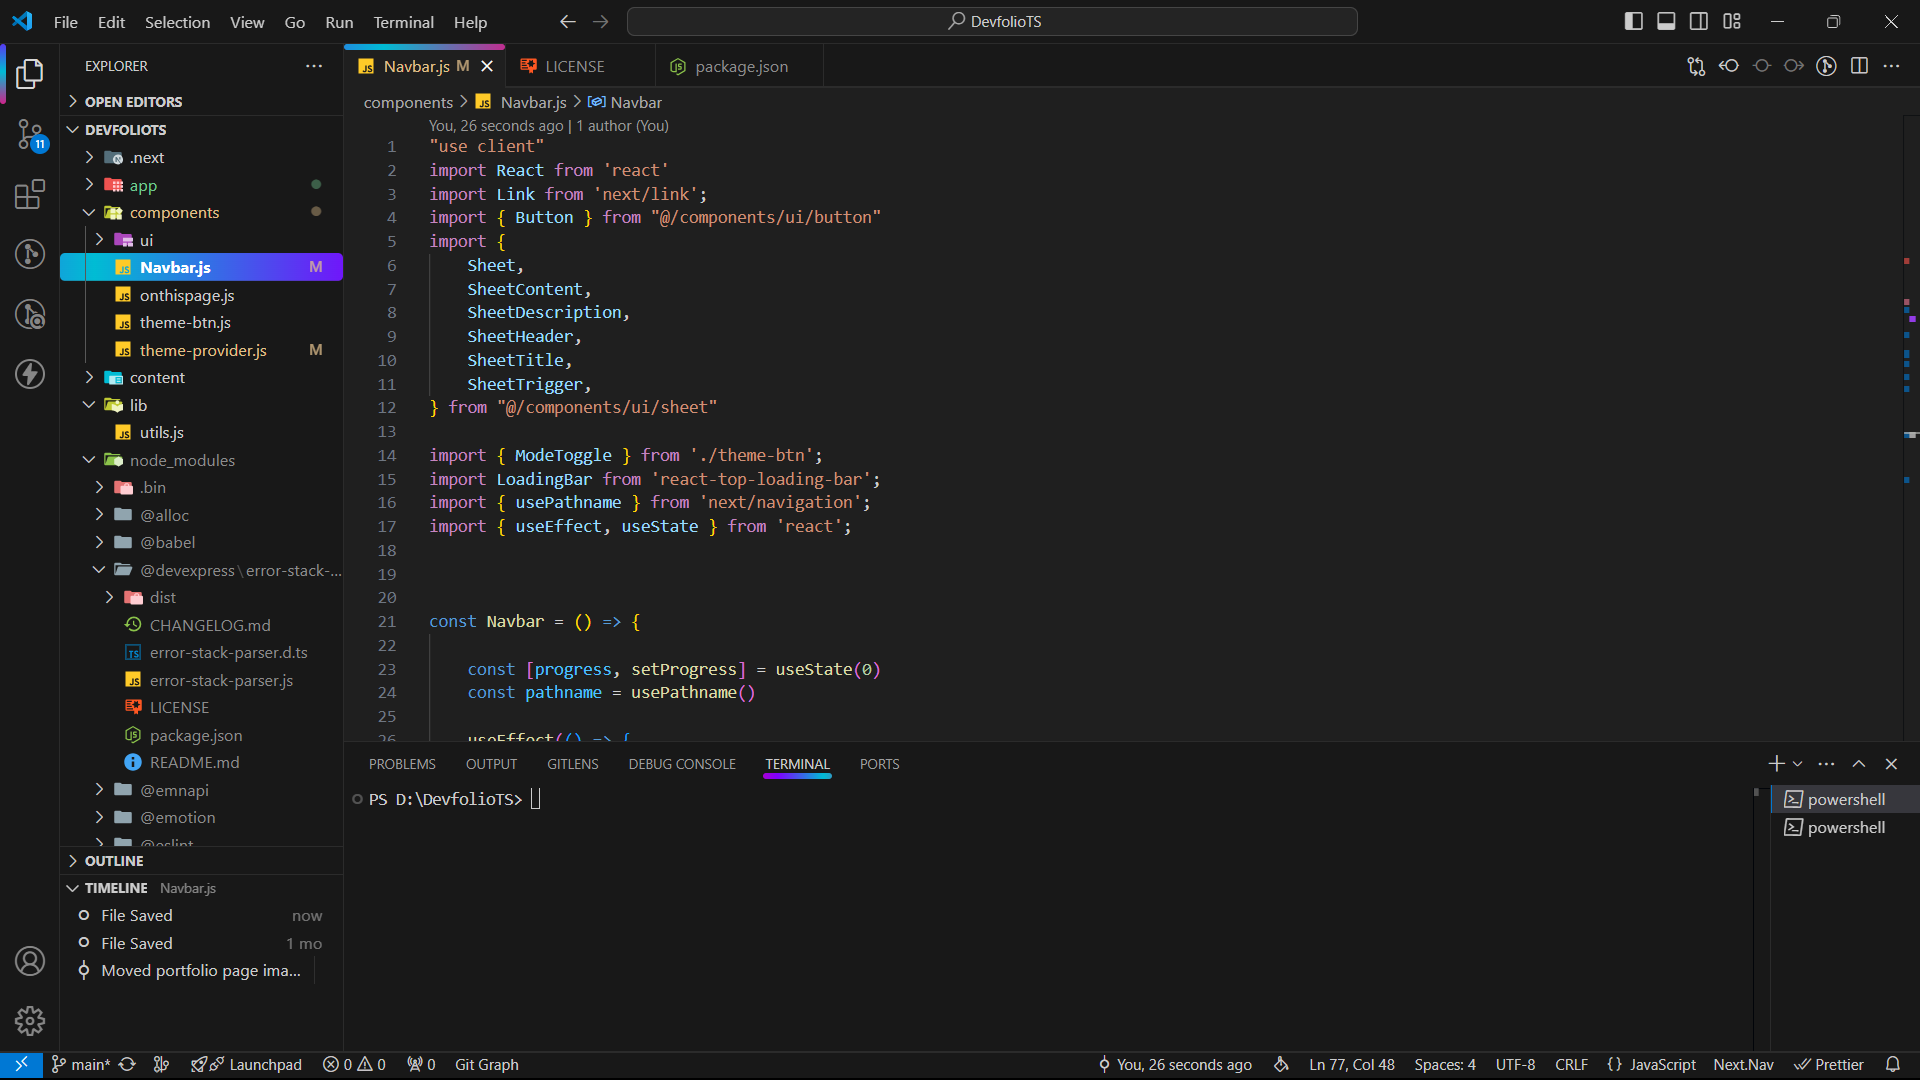 File Edit Selection View Go Run Terminal Help
DevfolioTS
EXPLORER
OPEN EDITORS
DEVFOLIOTS
.next
app
components
ui
Navbar.js M
onthispage.js
theme-btn.js
theme-provider.js M
content
lib
utils.js
node_modules
.bin
@alloc
@babel
@devexpress\error-stack-...
dist
CHANGELOG.md
error-stack-parser.d.ts
error-stack-parser.js
LICENSE
package.json
README.md
@emnapi
@emotion
@eslint
OUTLINE
TIMELINE Navbar.js
File Saved now
File Saved 1 mo
Moved portfolio page ima...
11
Navbar.js M
LICENSE
package.json
components > Navbar.js > Navbar
You, 26 seconds ago | 1 author (You)
1 "use client"
2 import React from 'react'
3 import Link from 'next/link';
4 import { Button } from "@/components/ui/button"
5 import {
6 Sheet,
7 SheetContent,
8 SheetDescription,
9 SheetHeader,
10 SheetTitle,
11 SheetTrigger,
12 } from "@/components/ui/sheet"
13
14 import { ModeToggle } from './theme-btn';
15 import LoadingBar from 'react-top-loading-bar';
16 import { usePathname } from 'next/navigation';
17 import { useEffect, useState } from 'react';
18
19
20
21 const Navbar = () => {
22
23 const [progress, setProgress] = useState(0)
24 const pathname = usePathname()
25
26 useEffect(() => {
PROBLEMS OUTPUT GITLENS DEBUG CONSOLE TERMINAL PORTS
PS D:\DevfolioTS>
powershell
powershell
main* Launchpad 0 0 0 Git Graph
You, 26 seconds ago Ln 77, Col 48 Spaces: 4 UTF-8 CRLF {} JavaScript Next.Nav Prettier